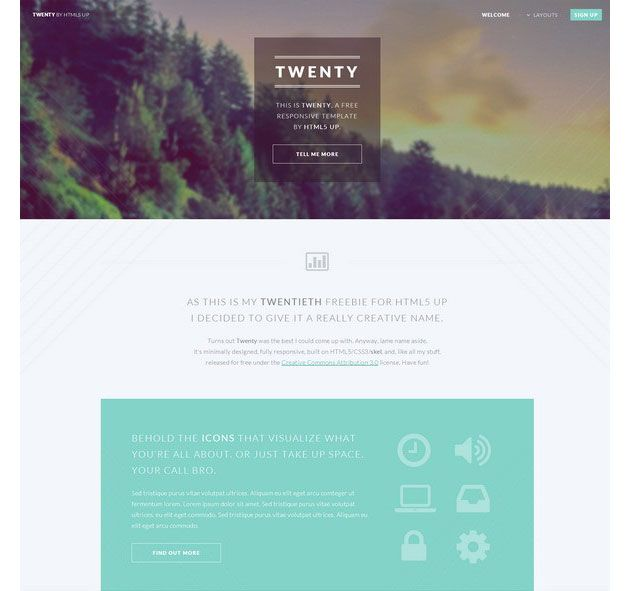 TWENTY BY HTML5 UP
WELCOME
LAYOUTS
SIGN UP
TWENTY
THIS IS TWENTY, A FREE
RESPONSIVE TEMPLATE
BY HTML5 UP.
TELL ME MORE
AS THIS IS MY TWENTIETH FREEBIE FOR HTML5 UP
I DECIDED TO GIVE IT A REALLY CREATIVE NAME.
Turns out Twenty was the best I could come up with. Anyway, lame name aside,
it's minimally designed, fully responsive, built on HTML5/CSS3/skel, and, like all my stuff,
released for free under the Creative Commons Attribution 3.0 license. Have fun!
BEHOLD THE ICONS THAT VISUALIZE WHAT
YOU'RE ALL ABOUT. OR JUST TAKE UP SPACE.
YOUR CALL BRO.
Sed tristique purus vitae volutpat ultrices. Aliquam eu elit eget arcu comteger ut
fermentum lorem. Lorem ipsum dolor sit amet. Sed tristique purus vitae volutpat
ultrices. eu elit eget commodo. Sed tristique purus vitae volutpat ultrices. Aliquam eu
elit eget arcu commodo.
FIND OUT MORE